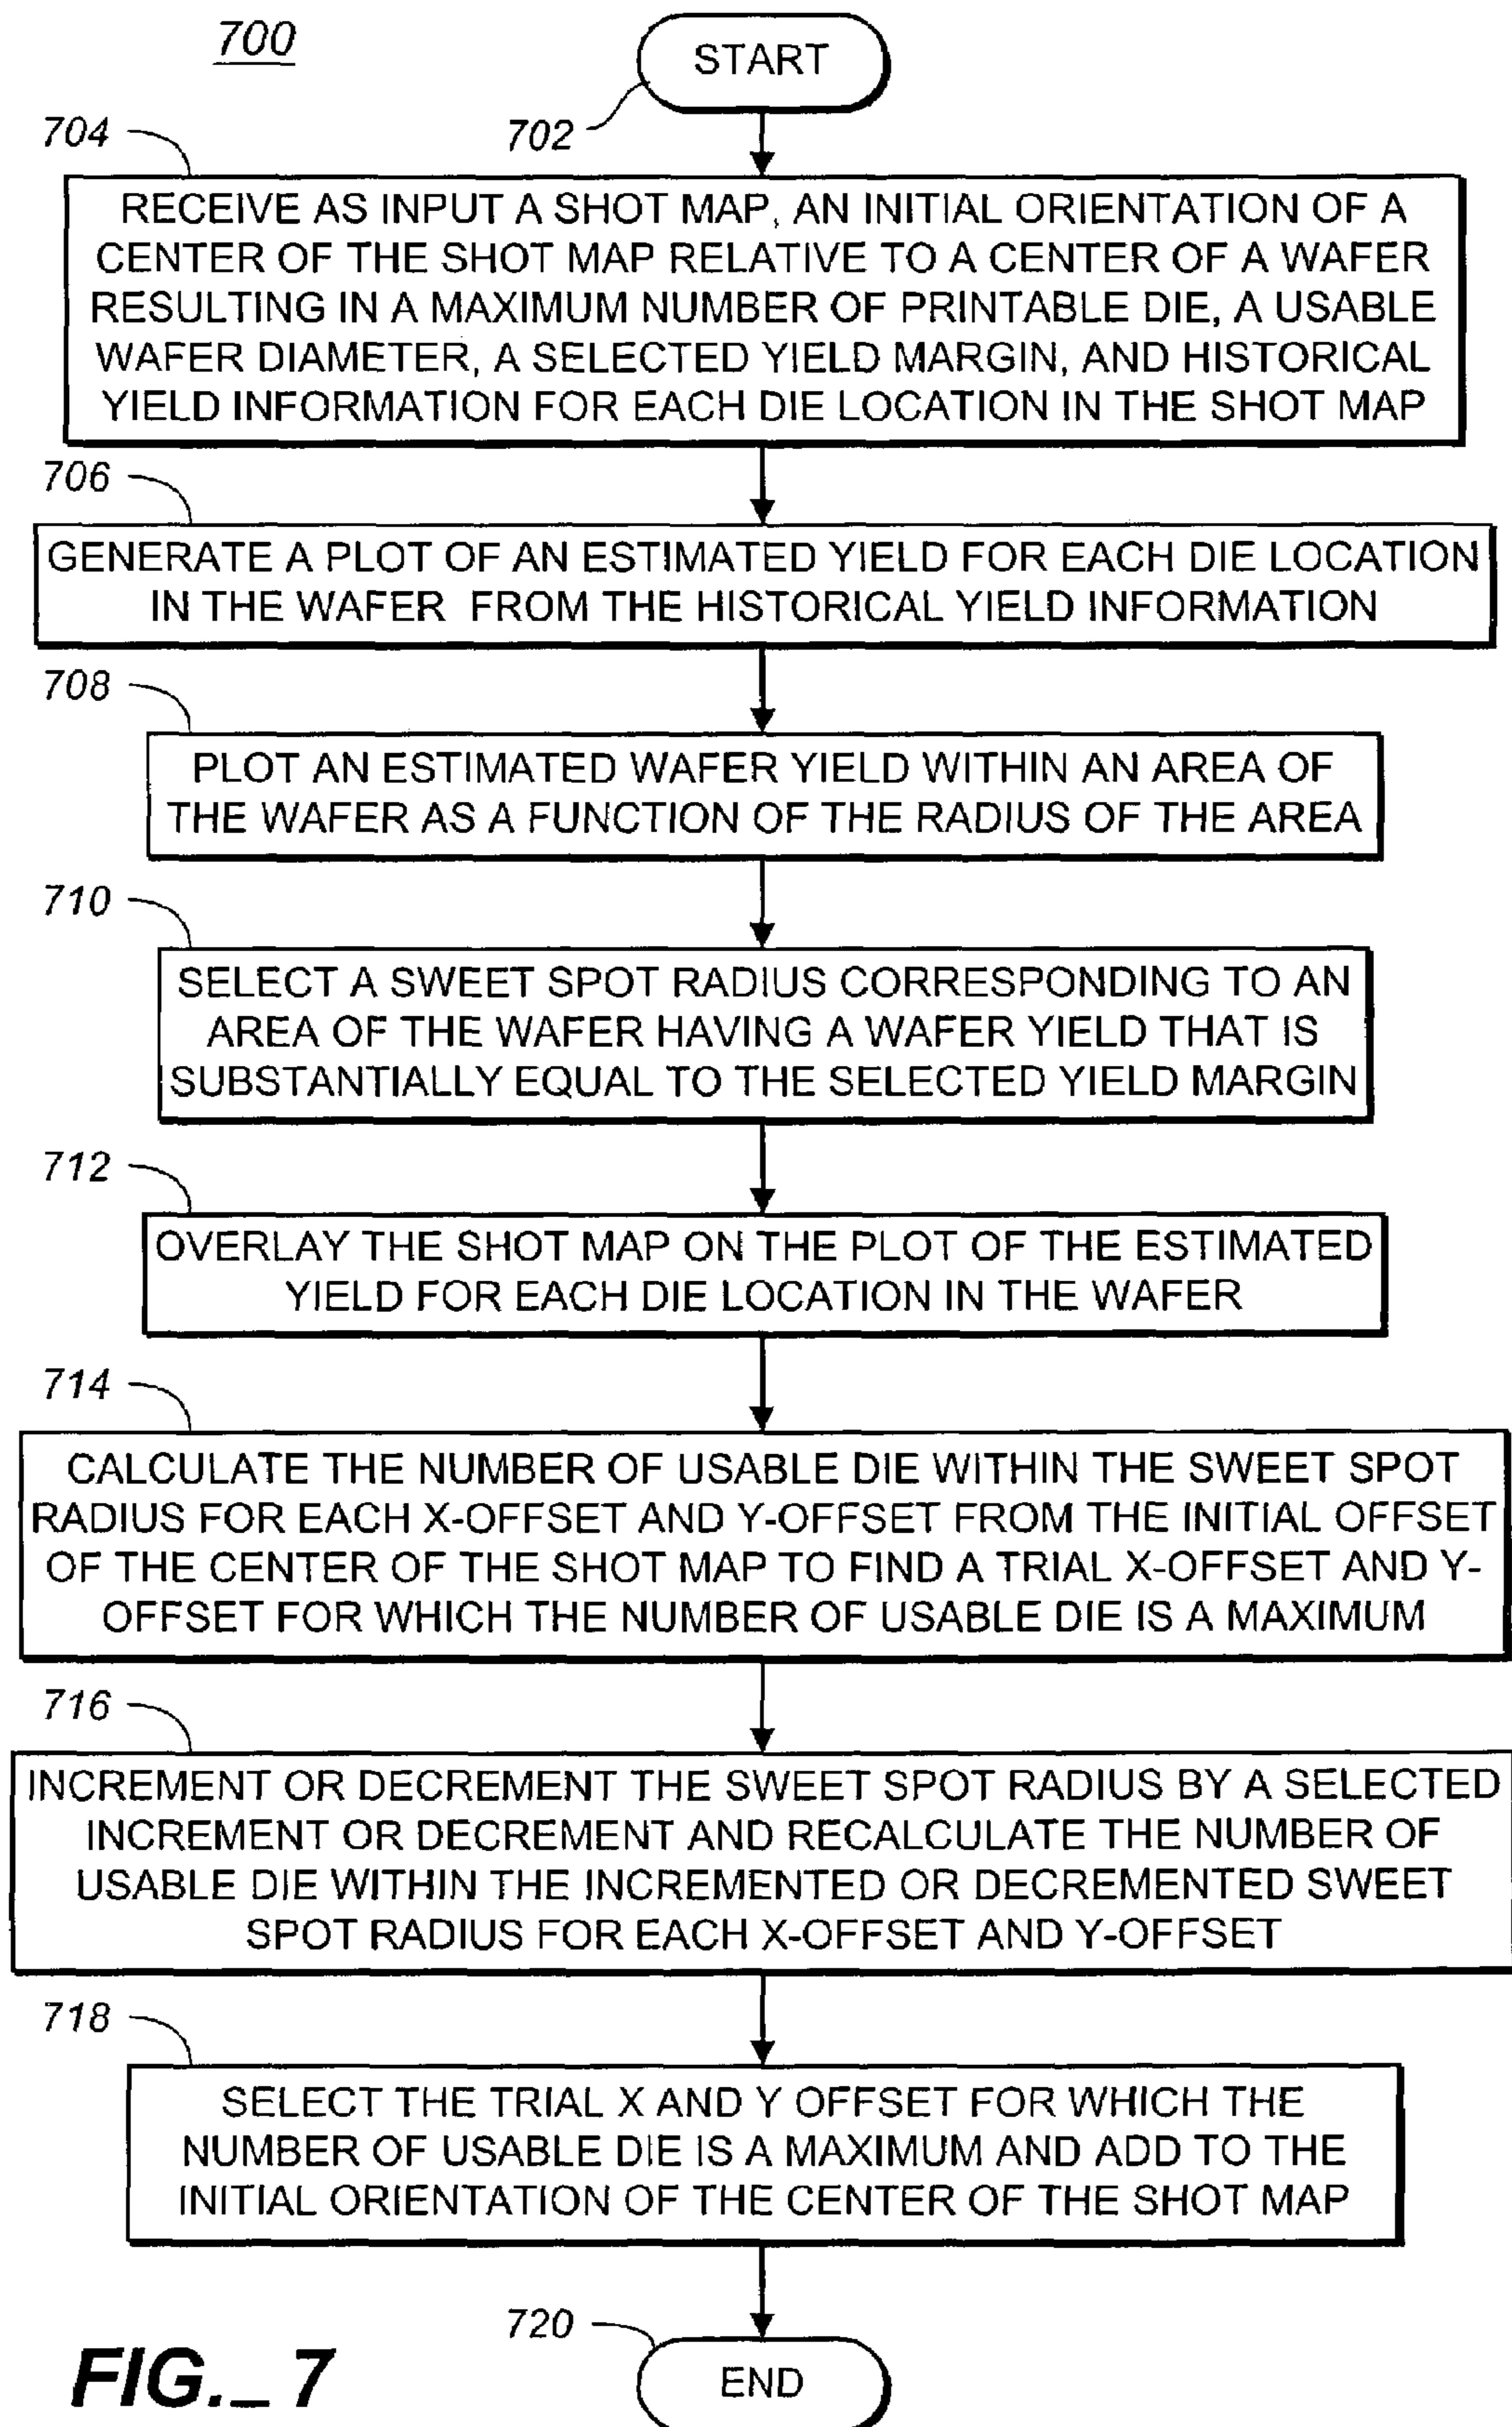 700
START
702
704
RECEIVE AS INPUT A SHOT MAP, AN INITIAL ORIENTATION OF A
CENTER OF THE SHOT MAP RELATIVE TO A CENTER OF A WAFER
RESULTING IN A MAXIMUM NUMBER OF PRINTABLE DIE, A USABLE
WAFER DIAMETER, A SELECTED YIELD MARGIN, AND HISTORICAL
YIELD INFORMATION FOR EACH DIE LOCATION IN THE SHOT MAP
706
GENERATE A PLOT OF AN ESTIMATED YIELD FOR EACH DIE LOCATION
IN THE WAFER FROM THE HISTORICAL YIELD INFORMATION
708
PLOT AN ESTIMATED WAFER YIELD WITHIN AN AREA OF
THE WAFER AS A FUNCTION OF THE RADIUS OF THE AREA
710
SELECT A SWEET SPOT RADIUS CORRESPONDING TO AN
AREA OF THE WAFER HAVING A WAFER YIELD THAT IS
SUBSTANTIALLY EQUAL TO THE SELECTED YIELD MARGIN
712
OVERLAY THE SHOT MAP ON THE PLOT OF THE ESTIMATED
YIELD FOR EACH DIE LOCATION IN THE WAFER
714
CALCULATE THE NUMBER OF USABLE DIE WITHIN THE SWEET SPOT
RADIUS FOR EACH X-OFFSET AND Y-OFFSET FROM THE INITIAL OFFSET
OF THE CENTER OF THE SHOT MAP TO FIND A TRIAL X-OFFSET AND Y-
OFFSET FOR WHICH THE NUMBER OF USABLE DIE IS A MAXIMUM
716
INCREMENT OR DECREMENT THE SWEET SPOT RADIUS BY A SELECTED
INCREMENT OR DECREMENT AND RECALCULATE THE NUMBER OF
USABLE DIE WITHIN THE INCREMENTED OR DECREMENTED SWEET
SPOT RADIUS FOR EACH X-OFFSET AND Y-OFFSET
718
SELECT THE TRIAL X AND Y OFFSET FOR WHICH THE
NUMBER OF USABLE DIE IS A MAXIMUM AND ADD TO THE
INITIAL ORIENTATION OF THE CENTER OF THE SHOT MAP
720
END
FIG._ 7